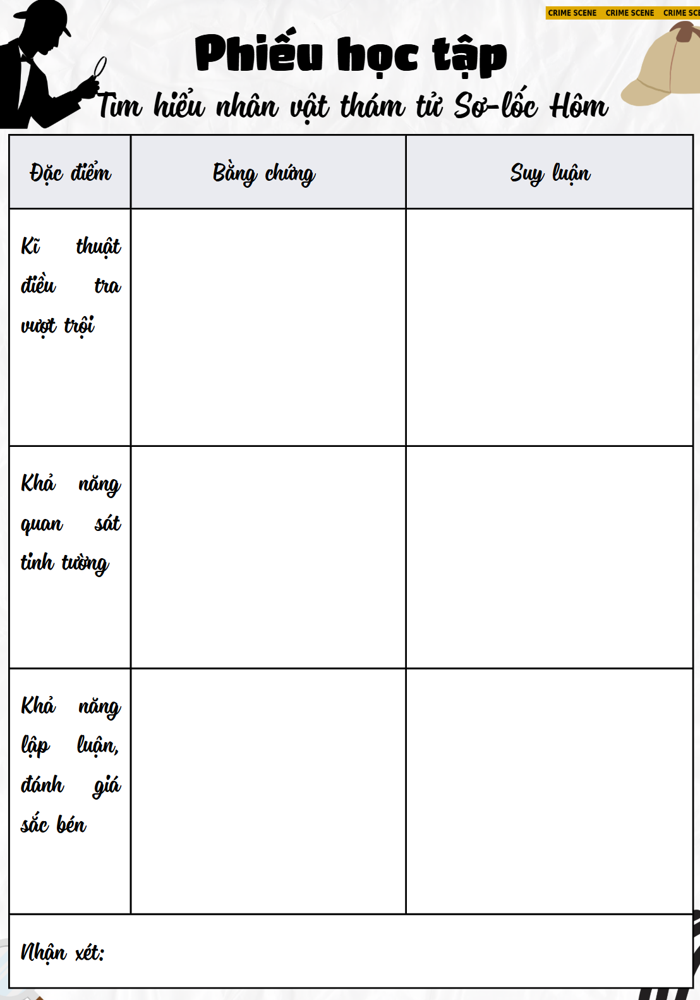 CRIME SCENE CRIME SCENE CRIME SCE
Phiếu học tập
Tìm hiểu nhân vật thám tử Sơ-lốc Hôm
Đặc điểm Bằng chứng Suy luận
Kĩ thuật
điều tra
vượt trội
Khả năng
quan sát
tinh tường
Khả năng
lập luận,
đánh giá
sắc bén
Nhận xét: